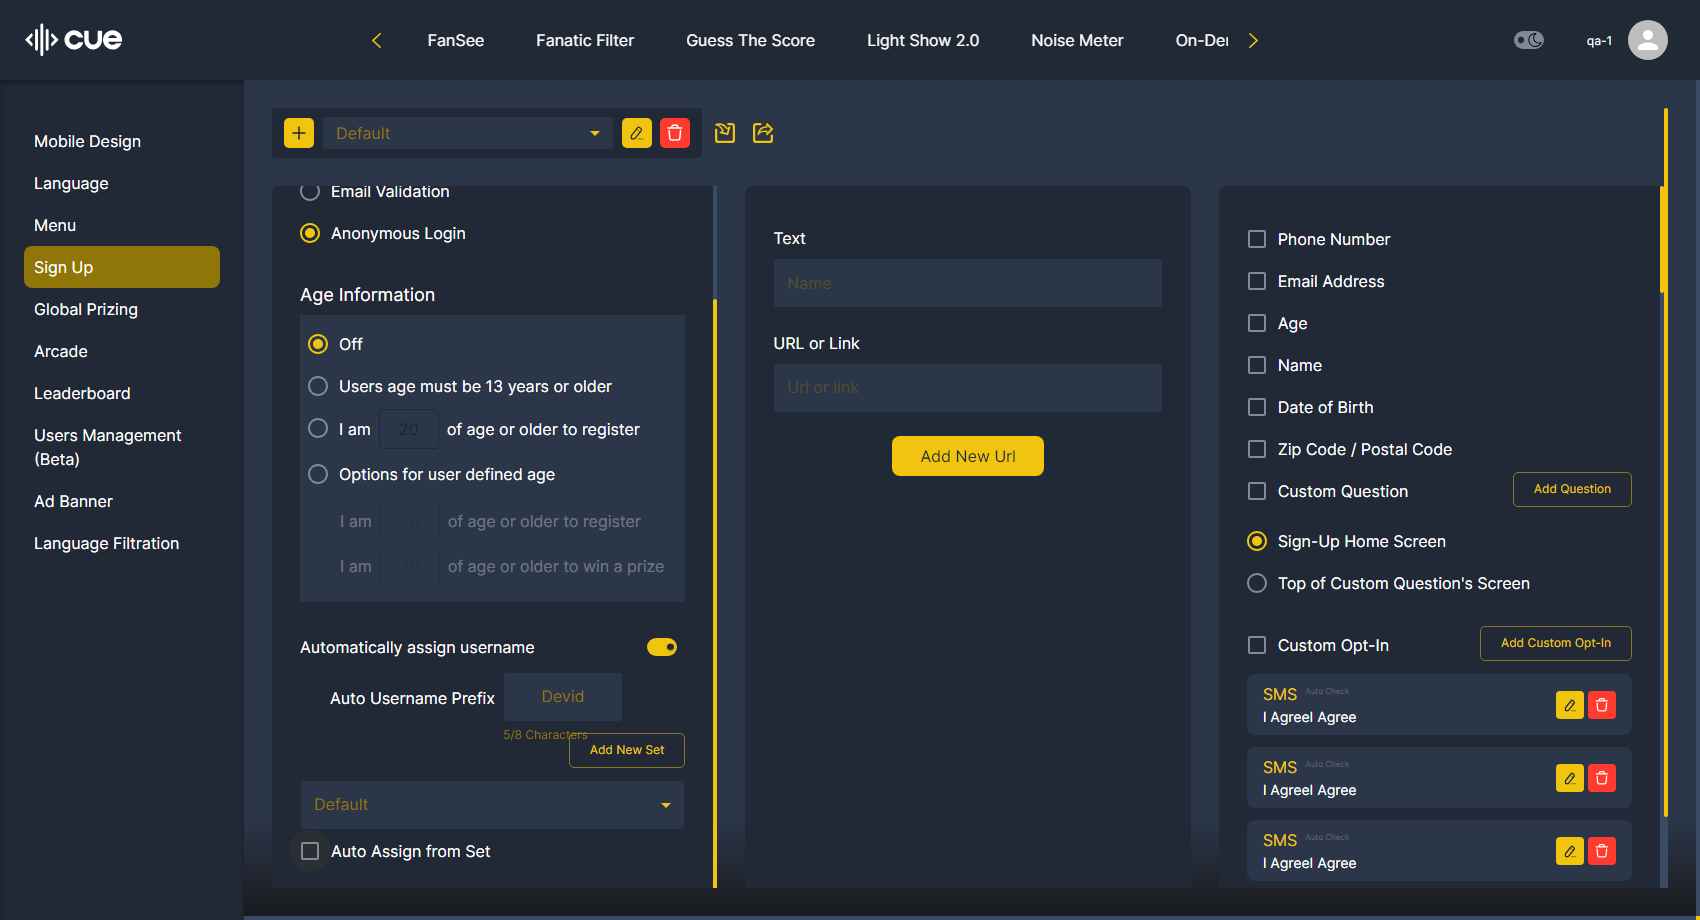 cue
FanSee
Fanatic Filter
Guess The Score
Light Show 2.0
Noise Meter
On-Der
qa-1
Mobile Design
Language
Menu
Sign Up
Global Prizing
Arcade
Leaderboard
Users Management
(Beta)
Ad Banner
Language Filtration
Default
Email Validation
Anonymous Login
Age Information
Off
Users age must be 13 years or older
I am 20 of age or older to register
Options for user defined age
I am 20 of age or older to register
I am 30 of age or older to win a prize
Automatically assign username
Auto Username Prefix Devid
5/8 Characters
Add New Set
Default
Auto Assign from Set
Text
Name
URL or Link
Url or link
Add New Url
Phone Number
Email Address
Age
Name
Date of Birth
Zip Code / Postal Code
Custom Question
Add Question
Sign-Up Home Screen
Top of Custom Question's Screen
Custom Opt-In
Add Custom Opt-In
SMS Auto Check
I AgreeI Agree
SMS Auto Check
I AgreeI Agree
SMS Auto Check
I AgreeI Agree